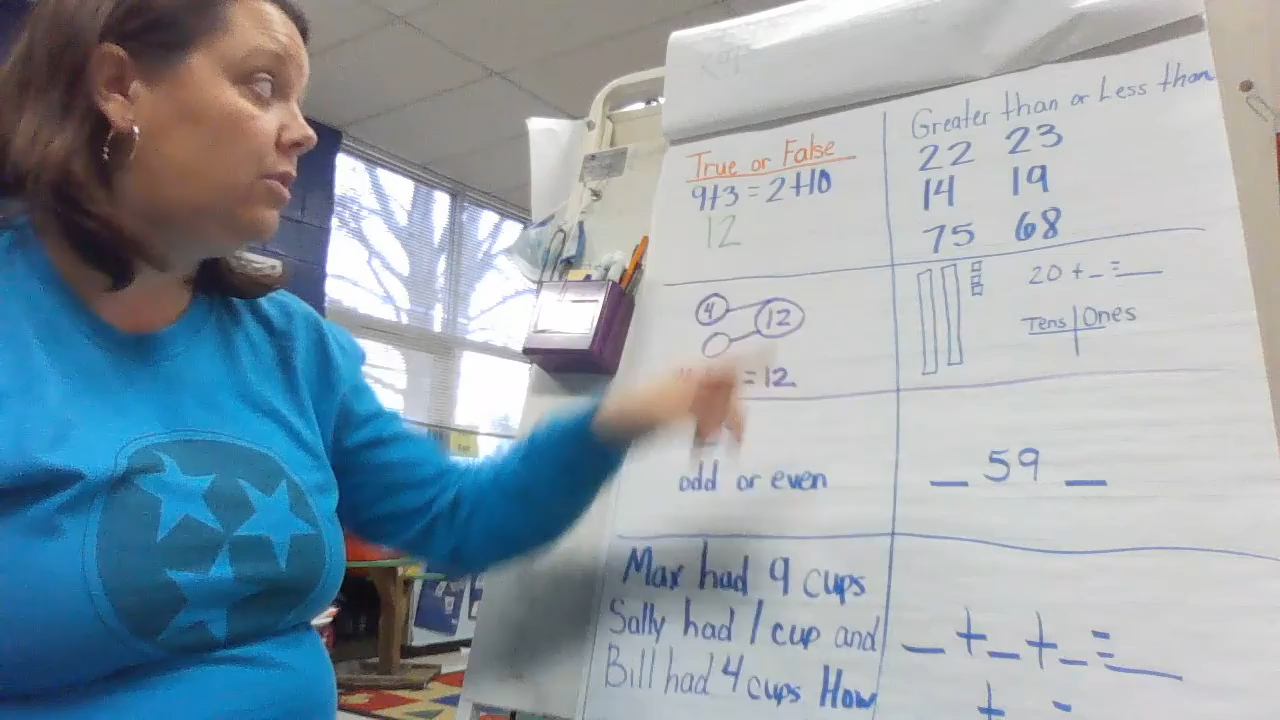 True or False
9+3 = 2+10
12
Greater than or Less than
22 23
14 19
75 68
4 12
= 12
20 + _ = __
Tens | Ones
odd or even
_ 59 _
Max had 9 cups
Sally had 1 cup and
Bill had 4 cups How
_ + _ + _ = __
+ =